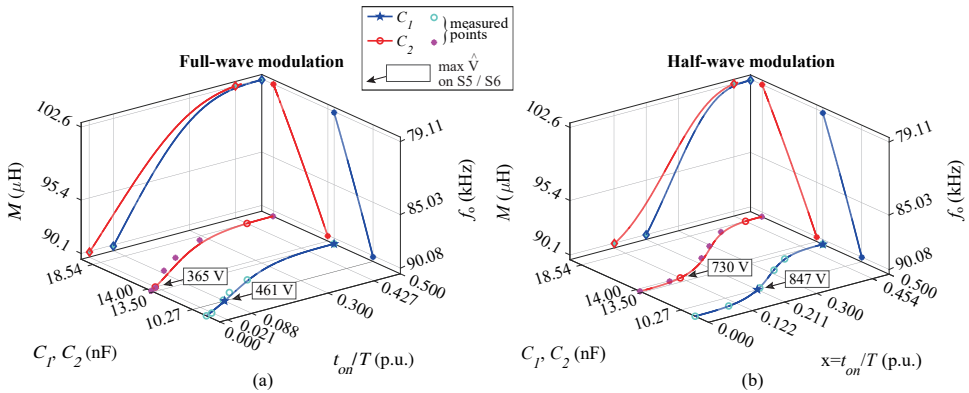 C1 measured
C2 points
max V̂
on S5 / S6
Full-wave modulation
102.6
95.4
90.1
M (μH)
18.54
14.00
13.50
10.27
C1, C2 (nF)
0.000
0.021
0.088
0.300
0.427
0.500
ton/T (p.u.)
79.11
85.03
90.08
fo (kHz)
365 V
461 V
(a)
Half-wave modulation
102.6
95.4
90.1
M (μH)
18.54
14.00
13.50
10.27
C1, C2 (nF)
0.000
0.122
0.211
0.300
0.454
0.500
x=ton/T (p.u.)
79.11
85.03
90.08
fo (kHz)
730 V
847 V
(b)